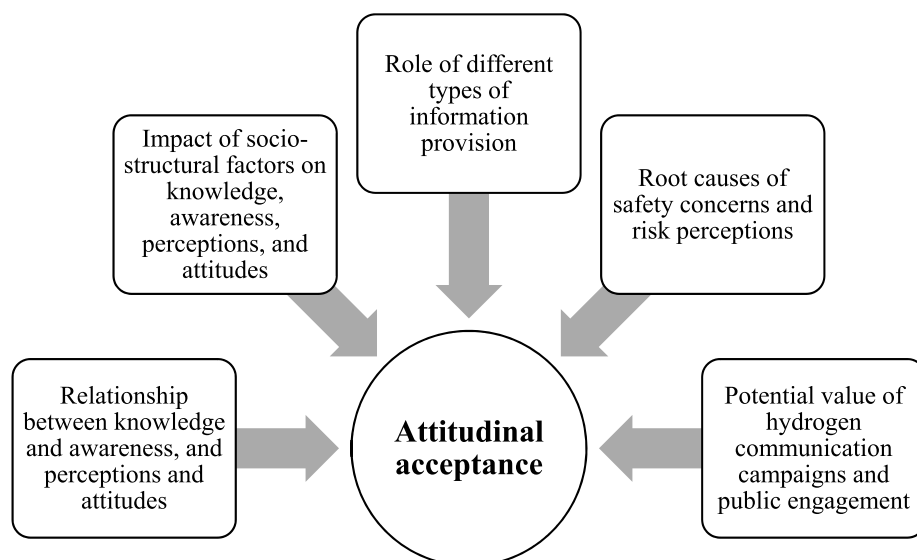 Role of different
types of
information
provision
Impact of socio-
structural factors on
knowledge,
awareness,
perceptions, and
attitudes
Root causes of
safety concerns and
risk perceptions
Relationship
between knowledge
and awareness, and
perceptions and
attitudes
Attitudinal
acceptance
Potential value of
hydrogen
communication
campaigns and
public engagement